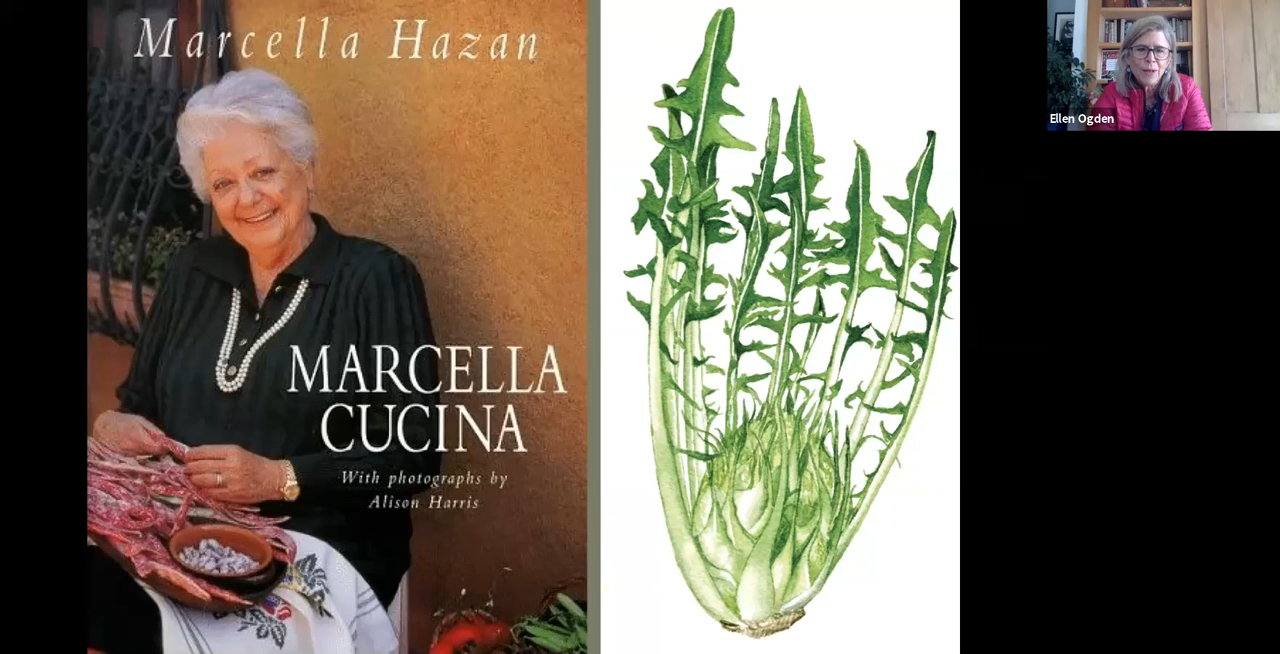 Marcella Hazan
MARCELLA
CUCINA
With photographs by
Alison Harris
Ellen Ogden